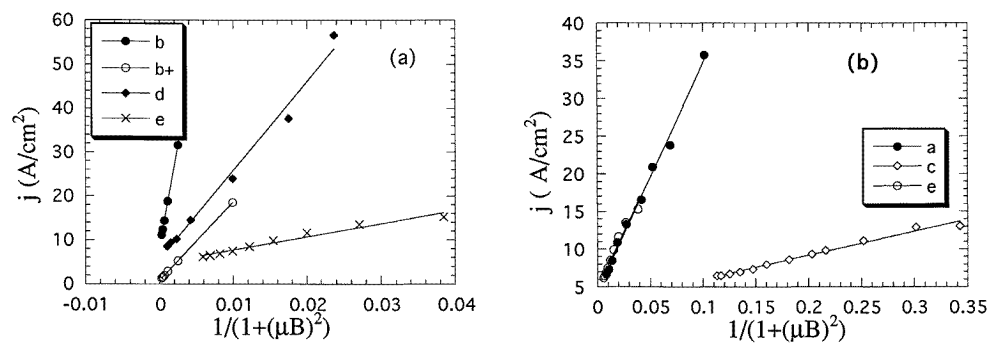 60
50
40
30
20
10
0
-0.01
0
0.01
0.02
0.03
0.04
j (A/cm²)
1/(1+(μB)²)
b
b+
d
e
(a)
40
35
30
25
20
15
10
5
0
0.05
0.1
0.15
0.2
0.25
0.3
0.35
j ( A/cm²)
1/(1+(μB)²)
(b)
a
c
e